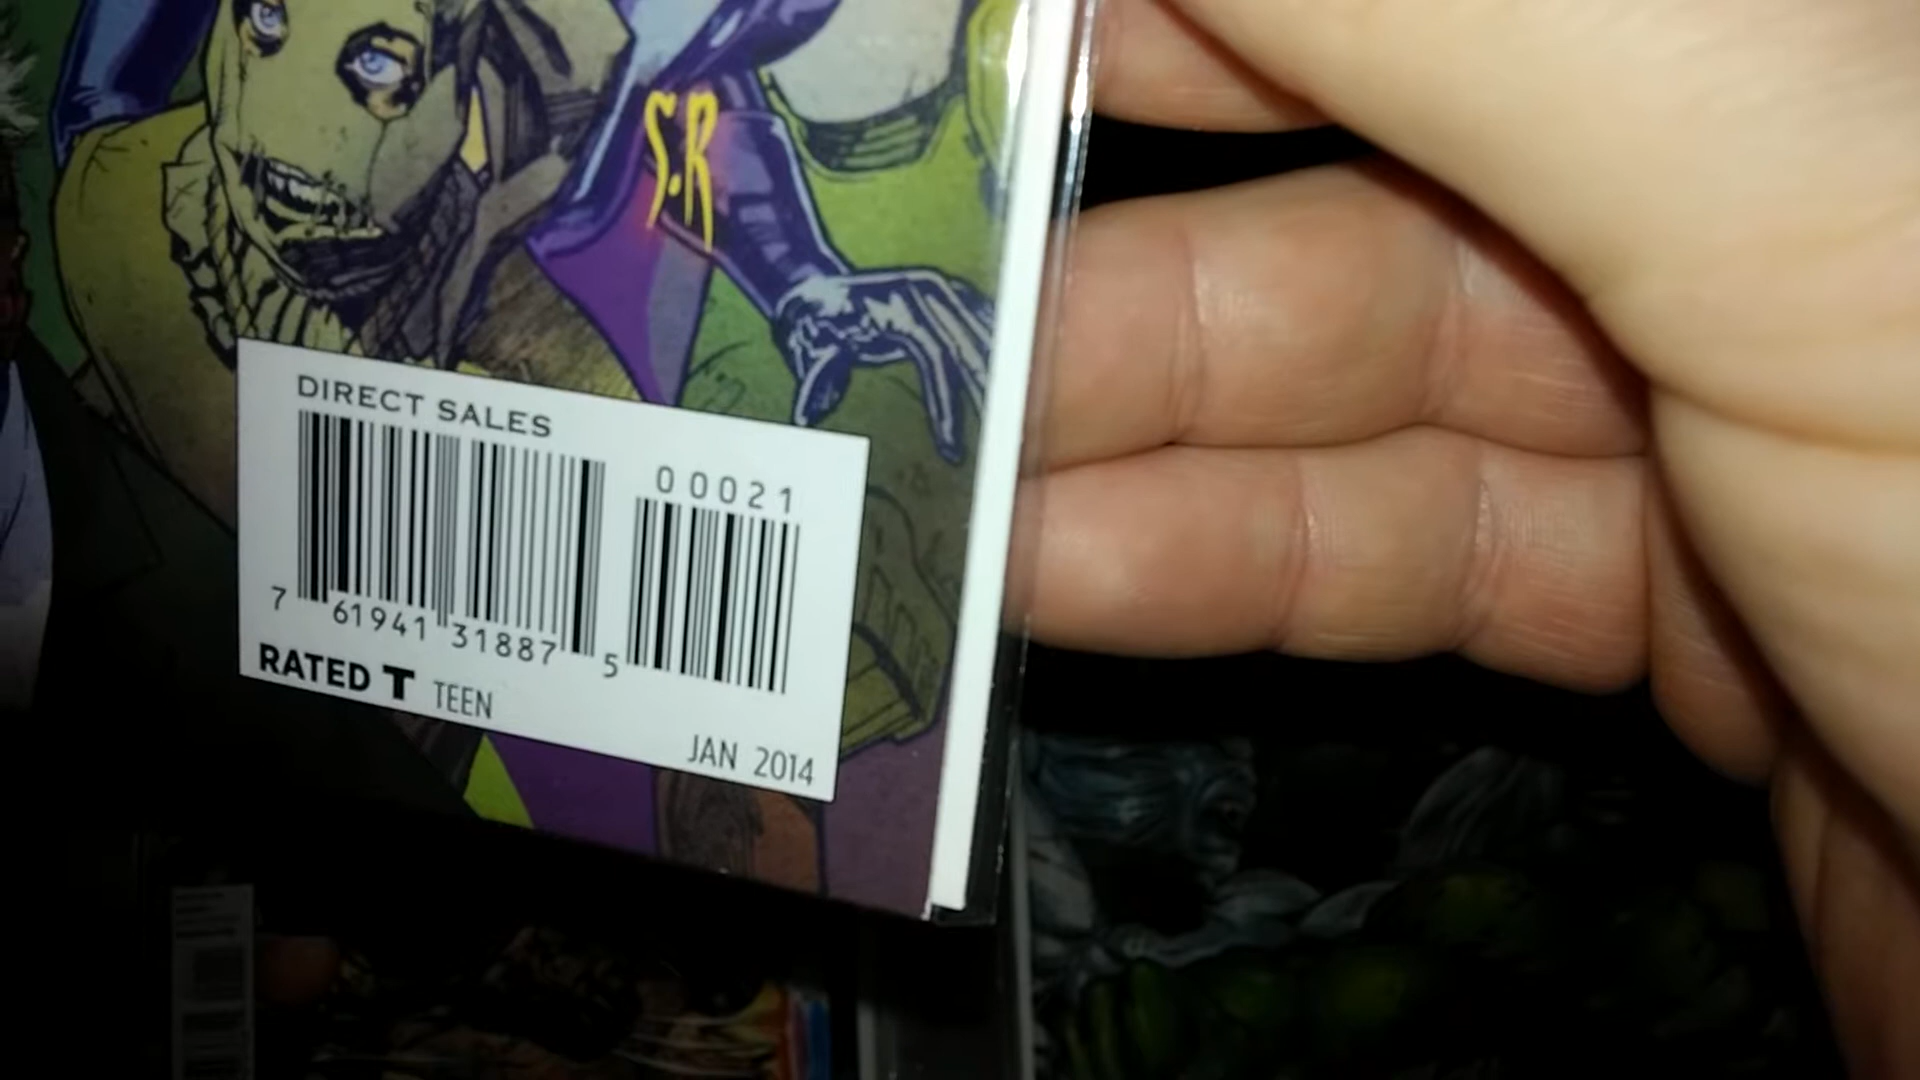 S.R
DIRECT SALES
00021
7 61941 31887 5
RATED T TEEN
JAN 2014